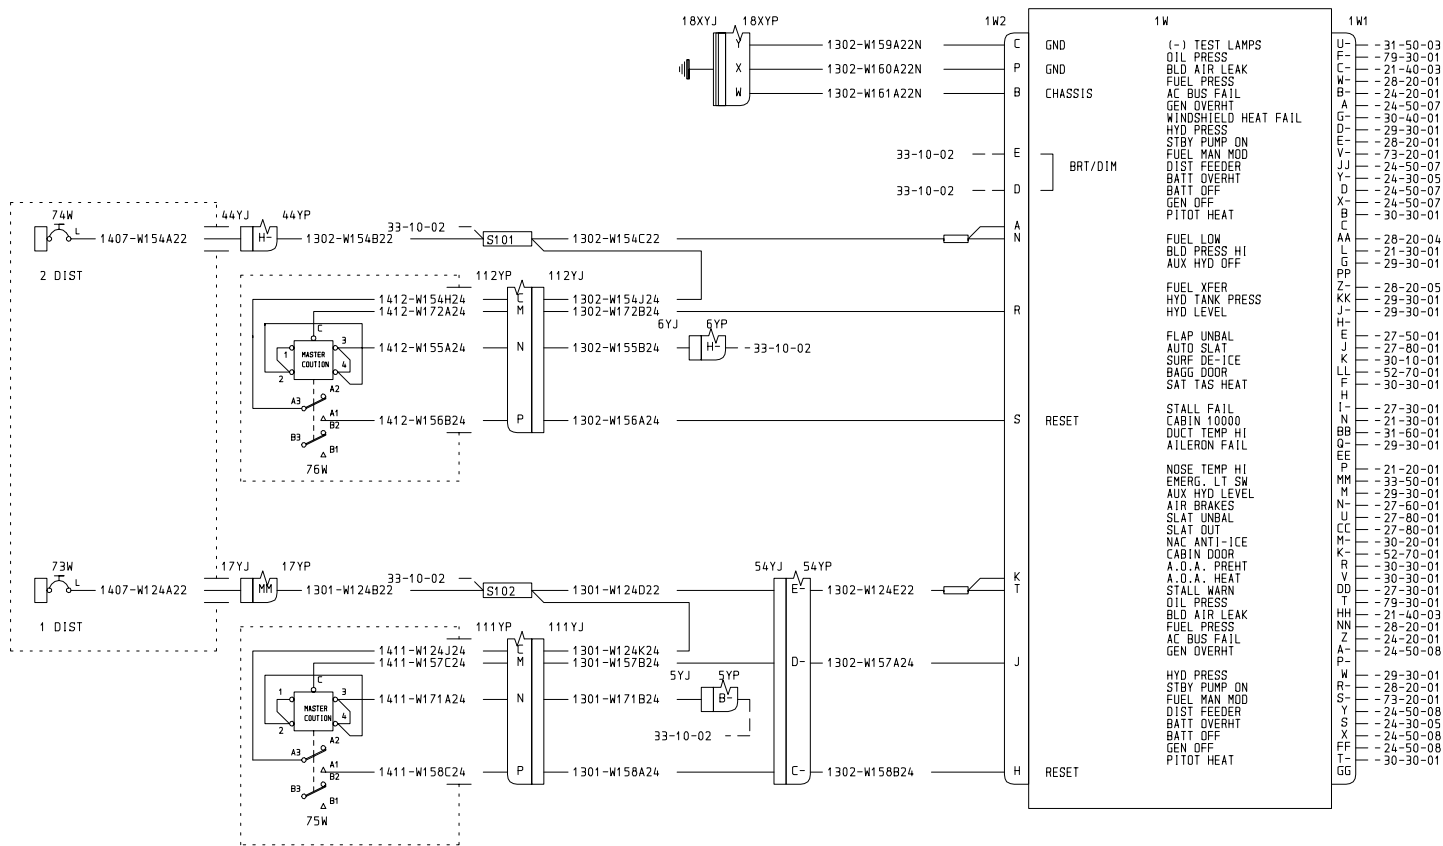 18XYJ 18XYP 1W2 1W 1W1
Y 1302-W159A22N C GND (-) TEST LAMPS U- 31-50-03
OIL PRESS F- 79-30-01
X 1302-W160A22N P GND BLD AIR LEAK C- 21-40-03
FUEL PRESS W- 28-20-01
W 1302-W161A22N B CHASSIS AC BUS FAIL B- 24-20-01
GEN OVERHT A 24-50-07
WINDSHIELD HEAT FAIL G- 30-40-01
HYD PRESS D- 29-30-01
STBY PUMP ON E- 28-20-01
33-10-02 E FUEL MAN MOD V- 73-20-01
BRT/DIM DIST FEEDER JJ 24-50-07
BATT OVERHT Y- 24-30-05
33-10-02 D BATT OFF D 24-50-07
GEN OFF X- 24-50-07
74W 44YJ 44YP PITOT HEAT B 30-30-01
33-10-02 A C
L 1407-W154A22 H- 1302-W154B22 S101 1302-W154C22 N FUEL LOW AA 28-20-04
BLD PRESS HI L 21-30-01
AUX HYD OFF G 29-30-01
2 DIST 112YP 112YJ PP
FUEL XFER Z- 28-20-05
1412-W154H24 C 1302-W154J24 HYD TANK PRESS KK 29-30-01
1412-W172A24 M 1302-W172B24 R HYD LEVEL J- 29-30-01
6YJ 6YP H-
C
FLAP UNBAL E 27-50-01
1 3 1412-W155A24 N 1302-W155B24 H- 33-10-02 AUTO SLAT J 27-80-01
MASTER
COUTION
2 4
SURF DE-ICE K 30-10-01
BAGG DOOR LL 52-70-01
SAT TAS HEAT F 30-30-01
A2 H
A3 STALL FAIL I- 27-30-01
A1 1412-W156B24 P 1302-W156A24 S RESET CABIN 10000 N 21-30-01
B2 DUCT TEMP HI BB 31-60-01
B3 AILERON FAIL Q- 29-30-01
B1 EE
76W NOSE TEMP HI P 21-20-01
EMERG. LT SW MM 33-50-01
AUX HYD LEVEL M 29-30-01
AIR BRAKES N- 27-60-01
SLAT UNBAL U 27-80-01
SLAT OUT CC 27-80-01
NAC ANTI-ICE M- 30-20-01
CABIN DOOR K- 52-70-01
73W 17YJ 17YP 54YJ 54YP A.O.A. PREHT R 30-30-01
33-10-02 K A.O.A. HEAT V 30-30-01
L 1407-W124A22 MM 1301-W124B22 S102 1301-W124D22 E- 1302-W124E22 T STALL WARN DD 27-30-01
OIL PRESS T 79-30-01
BLD AIR LEAK HH 21-40-03
1 DIST 111YP 111YJ FUEL PRESS NN 28-20-01
AC BUS FAIL Z 24-20-01
1411-W124J24 C 1301-W124K24 GEN OVERHT A- 24-50-08
1411-W157C24 M 1301-W157B24 D- 1302-W157A24 J P-
5YJ 5YP HYD PRESS W 29-30-01
C
STBY PUMP ON R- 28-20-01
1 3 1411-W171A24 N 1301-W171B24 B- FUEL MAN MOD S- 73-20-01
MASTER
COUTION
2 4
DIST FEEDER Y 24-50-08
BATT OVERHT S 24-30-05
33-10-02 BATT OFF X 24-50-08
A2 GEN OFF FF 24-50-08
A3 PITOT HEAT T- 30-30-01
A1 1411-W158C24 P 1301-W158A24 C- 1302-W158B24 H RESET GG
B2
B3
B1
75W